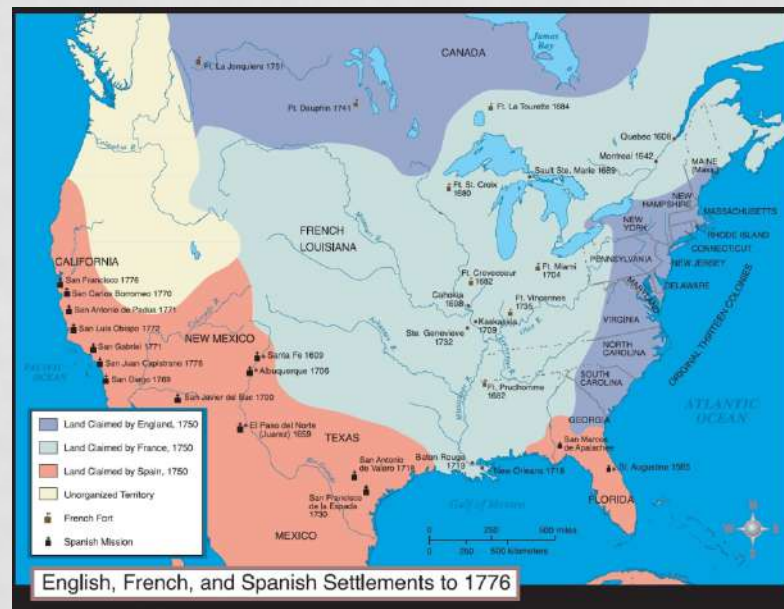 CANADA
James
Bay
Ft. La Jonquiere 1751
Ft. Dauphin 1741
Ft. La Tourette 1684
Quebec 1608
Montreal 1642
MAINE
(Mass.)
Sault Ste. Marie 1689
Ft. St. Croix
1680
NEW
HAMPSHIRE
MASSACHUSETTS
NEW
YORK
RHODE ISLAND
CONNECTICUT
PENNSYLVANIA
NEW JERSEY
MARYLAND
DELAWARE
ORIGINAL THIRTEEN COLONIES
FRENCH
LOUISIANA
Ft. Crevecoeur
1682
Ft. Miami
1704
Cahokia
1698
Ft. Vincennes
1735
Kaskaskia
1709
Ohio R.
Ste. Genevieve
1732
VIRGINIA
NORTH
CAROLINA
SOUTH
CAROLINA
Ft. Prudhomme
1682
GEORGIA
CALIFORNIA
San Francisco 1776
San Carlos Borromeo 1770
San Antonio de Padua 1771
San Luis Obispo 1772
San Gabriel 1771
San Juan Capistrano 1776
San Diego 1769
Colorado R.
NEW MEXICO
Santa Fe 1609
Albuquerque 1706
San Javier del Bac 1700
El Paso del Norte
(Juarez) 1659
TEXAS
San Antonio
de Valero 1718
San Francisco
de la Espada
1730
MEXICO
Baton Rouge
1719
New Orleans 1718
San Marcos
de Apalachee
St. Augustine 1565
FLORIDA
PACIFIC
OCEAN
ATLANTIC
OCEAN
Gulf of Mexico
Land Claimed by England, 1750
Land Claimed by France, 1750
Land Claimed by Spain, 1750
Unorganized Territory
French Fort
Spanish Mission
0 250 500 miles
0 250 500 kilometers
N
W E
S
English, French, and Spanish Settlements to 1776